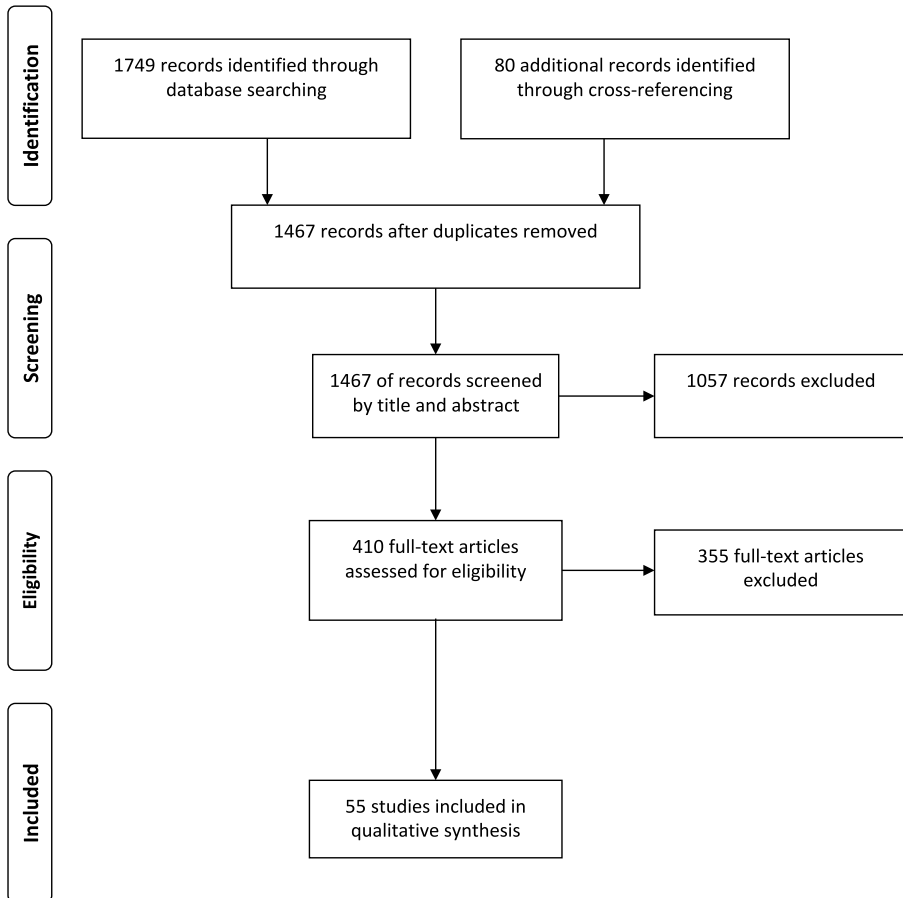 Identification
1749 records identified through
database searching
80 additional records identified
through cross-referencing
1467 records after duplicates removed
Screening
1467 of records screened
by title and abstract
1057 records excluded
Eligibility
410 full-text articles
assessed for eligibility
355 full-text articles
excluded
Included
55 studies included in
qualitative synthesis